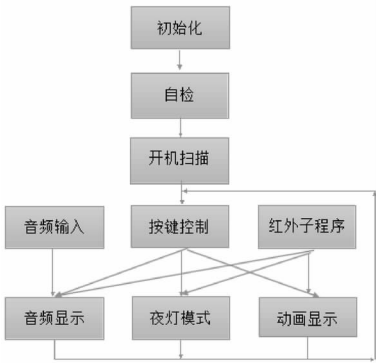 初始化
自检
开机扫描
音频输入
按键控制
红外子程序
音频显示
夜灯模式
动画显示